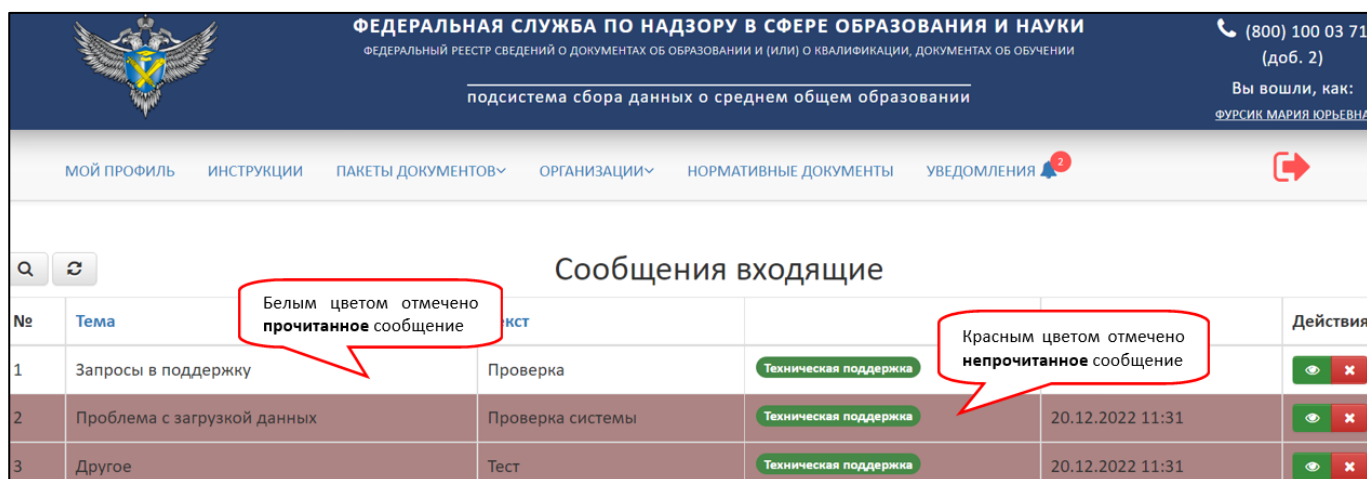 ФЕДЕРАЛЬНАЯ СЛУЖБА ПО НАДЗОРУ В СФЕРЕ ОБРАЗОВАНИЯ И НАУКИ
ФЕДЕРАЛЬНЫЙ РЕЕСТР СВЕДЕНИЙ О ДОКУМЕНТАХ ОБ ОБРАЗОВАНИИ И (ИЛИ) О КВАЛИФИКАЦИИ, ДОКУМЕНТАХ ОБ ОБУЧЕНИИ
подсистема сбора данных о среднем общем образовании
(800) 100 03 71
(доб. 2)
Вы вошли, как:
ФУРСИК МАРИЯ ЮРЬЕВНА
МОЙ ПРОФИЛЬ ИНСТРУКЦИИ ПАКЕТЫ ДОКУМЕНТОВ ОРГАНИЗАЦИИ НОРМАТИВНЫЕ ДОКУМЕНТЫ УВЕДОМЛЕНИЯ 2
Сообщения входящие
Белым цветом отмечено
прочитанное сообщение
Красным цветом отмечено
непрочитанное сообщение
№ Тема кст Действия
1 Запросы в поддержку Проверка Техническая поддержка
2 Проблема с загрузкой данных Проверка системы Техническая поддержка 20.12.2022 11:31
3 Другое Тест Техническая поддержка 20.12.2022 11:31